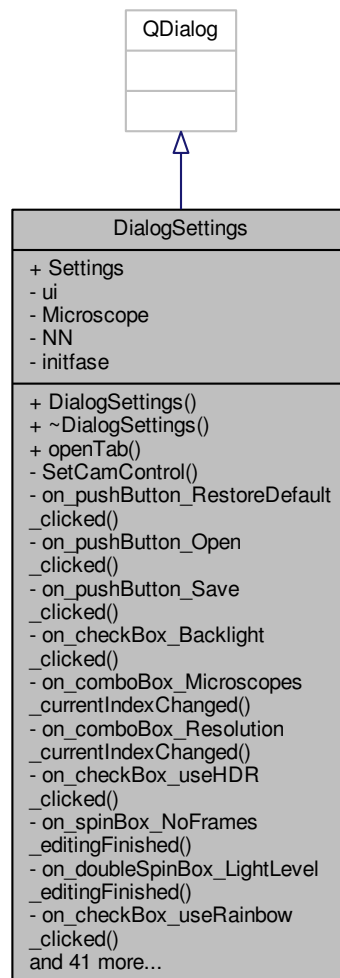 QDialog
DialogSettings
+ Settings
- ui
- Microscope
- NN
- initfase
+ DialogSettings()
+ ~DialogSettings()
+ openTab()
- SetCamControl()
- on_pushButton_RestoreDefault
_clicked()
- on_pushButton_Open
_clicked()
- on_pushButton_Save
_clicked()
- on_checkBox_Backlight
_clicked()
- on_comboBox_Microscopes
_currentIndexChanged()
- on_comboBox_Resolution
_currentIndexChanged()
- on_checkBox_useHDR
_clicked()
- on_spinBox_NoFrames
_editingFinished()
- on_doubleSpinBox_LightLevel
_editingFinished()
- on_checkBox_useRainbow
_clicked()
and 41 more...